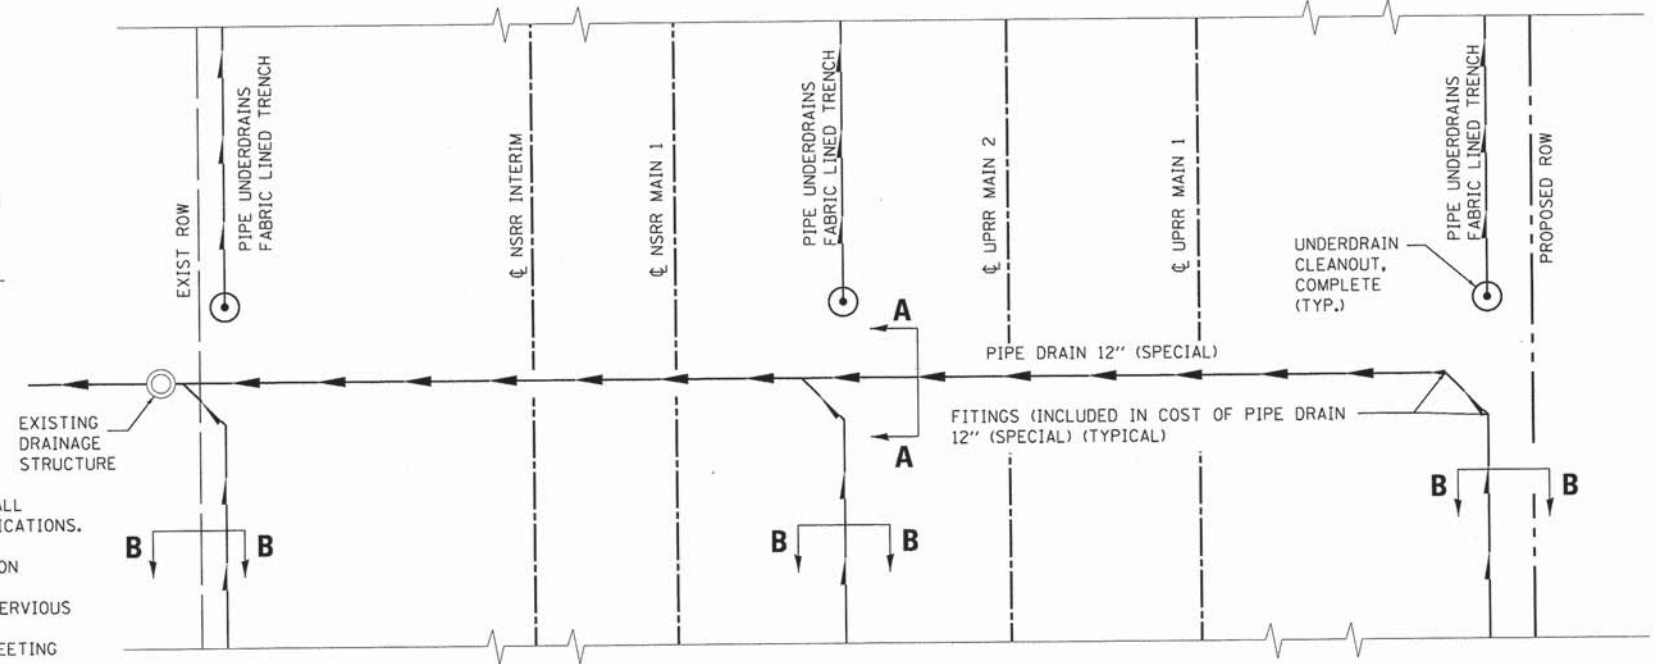 PIPE UNDERDRAINS
FABRIC LINED TRENCH
EXIST ROW
℄ NSRR INTERIM
℄ NSRR MAIN 1
PIPE UNDERDRAINS
FABRIC LINED TRENCH
℄ UPRR MAIN 2
℄ UPRR MAIN 1
PIPE UNDERDRAINS
FABRIC LINED TRENCH
PROPOSED ROW
UNDERDRAIN
CLEANOUT,
COMPLETE
(TYP.)
A
PIPE DRAIN 12" (SPECIAL)
EXISTING
DRAINAGE
STRUCTURE
FITINGS (INCLUDED IN COST OF PIPE DRAIN
12" (SPECIAL) (TYPICAL)
A
B B
B B
B B
ALL
ICATIONS.
ON
ERVIOUS
EETING